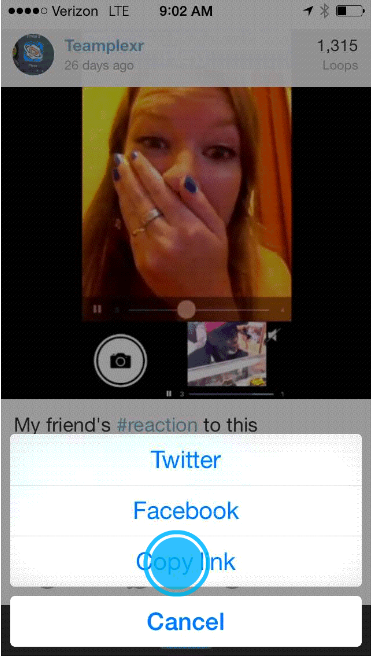 Verizon LTE 9:02 AM
Teamplexr 1,315
26 days ago Loops
My friend's #reaction to this
Twitter
Facebook
Copy link
Cancel